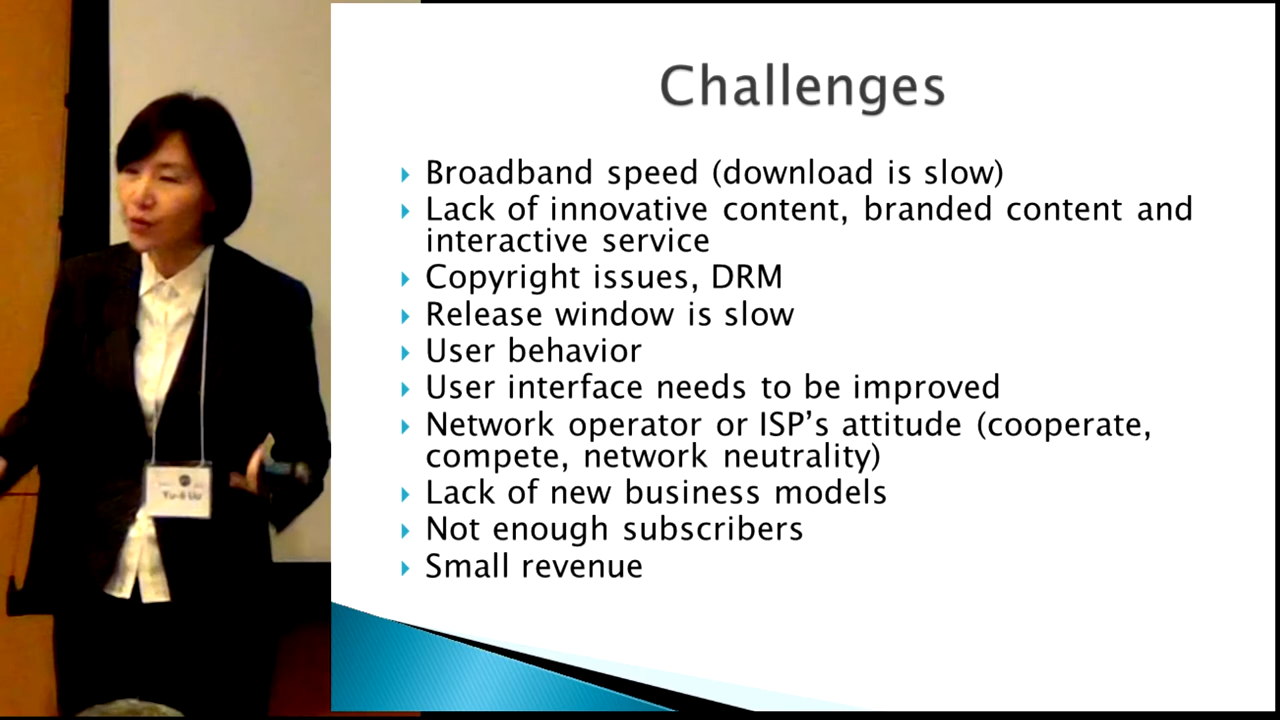 Challenges
Broadband speed (download is slow)
Lack of innovative content, branded content and
interactive service
Copyright issues, DRM
Release window is slow
User behavior
User interface needs to be improved
Network operator or ISP’s attitude (cooperate,
compete, network neutrality)
Lack of new business models
Not enough subscribers
Small revenue